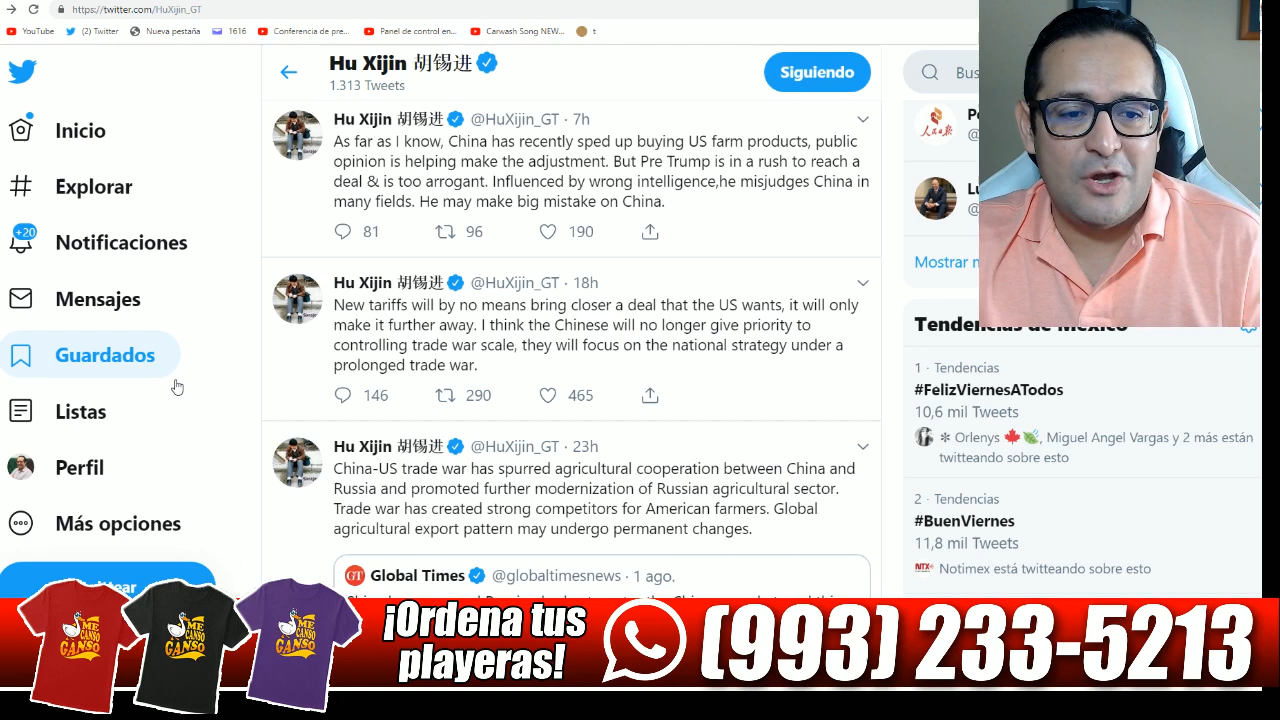 https://twitter.com/HuXijin_GT
YouTube
(2) Twitter
Nueva pestaña
1616
Conferencia de pre...
Panel de control en...
Carwash Song NEW...
t
Hu Xijin 胡锡进
1.313 Tweets
Siguiendo
Bus
Inicio
Explorar
+20
Notificaciones
Mensajes
Guardados
Listas
Perfil
Más opciones
Hu Xijin 胡锡进 @HuXijin_GT · 7h
As far as I know, China has recently sped up buying US farm products, public
opinion is helping make the adjustment. But Pre Trump is in a rush to reach a
deal & is too arrogant. Influenced by wrong intelligence,he misjudges China in
many fields. He may make big mistake on China.
81 96 190
Hu Xijin 胡锡进 @HuXijin_GT · 18h
New tariffs will by no means bring closer a deal that the US wants, it will only
make it further away. I think the Chinese will no longer give priority to
controlling trade war scale, they will focus on the national strategy under a
prolonged trade war.
146 290 465
Hu Xijin 胡锡进 @HuXijin_GT · 23h
China-US trade war has spurred agricultural cooperation between China and
Russia and promoted further modernization of Russian agricultural sector.
Trade war has created strong competitors for American farmers. Global
agricultural export pattern may undergo permanent changes.
GT Global Times @globaltimesnews · 1 ago.
Mostrar
Tendencias de México
1 · Tendencias
#FelizViernesATodos
10,6 mil Tweets
Orlenys, Miguel Angel Vargas y 2 más están
twitteando sobre esto
2 · Tendencias
#BuenViernes
11,8 mil Tweets
NTX Notimex está twitteando sobre esto
ME CANSO GANSO
ME CANSO GANSO
ME CANSO GANSO
¡Ordena tus
playeras!
(993) 233-5213